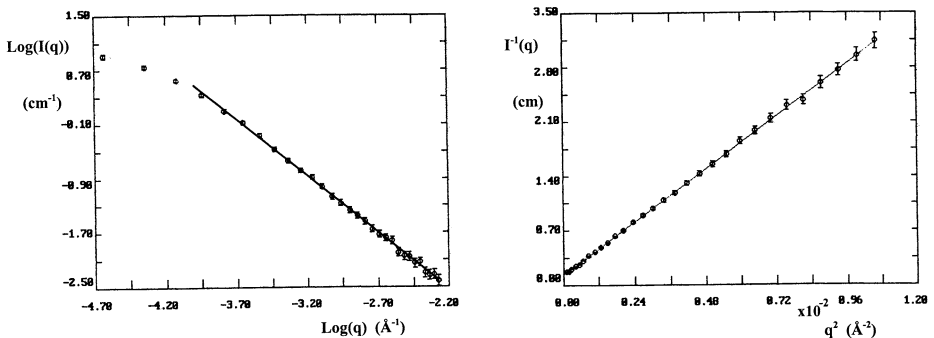 1.50
Log(I(q))
0.70
(cm-1)
-0.10
-0.90
-1.70
-2.50
-4.70 -4.20 -3.70 -3.20 -2.70 -2.20
Log(q) (Å-1)
3.50
I-1(q)
2.80
(cm)
2.10
1.40
0.70
0.00
0.00 0.24 0.48 0.72 0.96 1.20
x10-2
q2 (Å-2)